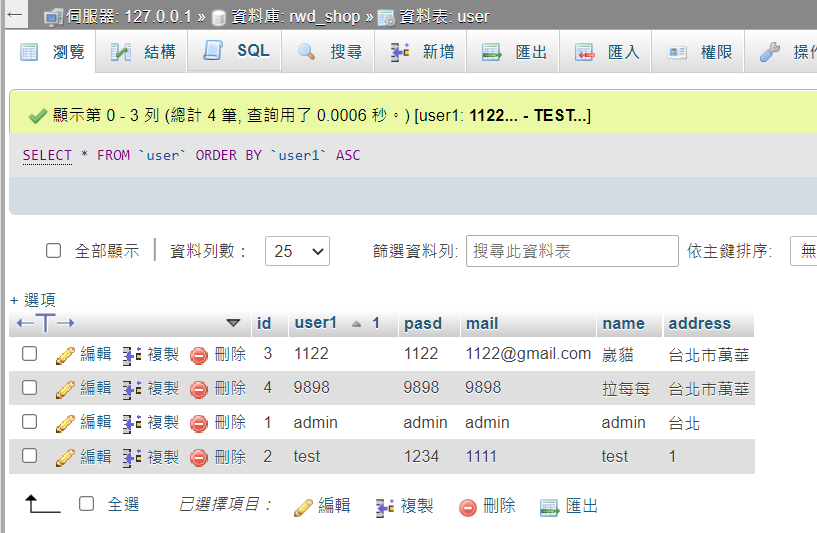 伺服器: 127.0.0.1 » 資料庫: rwd_shop » 資料表: user
瀏覽 結構 SQL 搜尋 新增 匯出 匯入 權限 操作
顯示第 0 - 3 列 (總計 4 筆, 查詢用了 0.0006 秒。) [user1: 1122... - TEST...]
SELECT * FROM `user` ORDER BY `user1` ASC
全部顯示 資料列數： 25 篩選資料列: 搜尋此資料表 依主鍵排序: 無
+ 選項
←T→ id user1 1 pasd mail name address
編輯 複製 刪除 3 1122 1122 1122@gmail.com 崴貓 台北市萬華
編輯 複製 刪除 4 9898 9898 9898 拉每每 台北市萬華
編輯 複製 刪除 1 admin admin admin admin 台北
編輯 複製 刪除 2 test 1234 1111 test 1
全選 已選擇項目： 編輯 複製 刪除 匯出